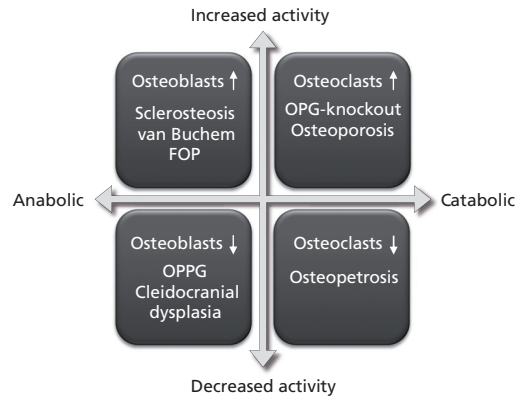 Increased activity
Osteoblasts ↑
Sclerosteosis
van Buchem
FOP
Osteoclasts ↑
OPG-knockout
Osteoporosis
Anabolic
Catabolic
Osteoblasts ↓
OPPG
Cleidocranial
dysplasia
Osteoclasts ↓
Osteopetrosis
Decreased activity